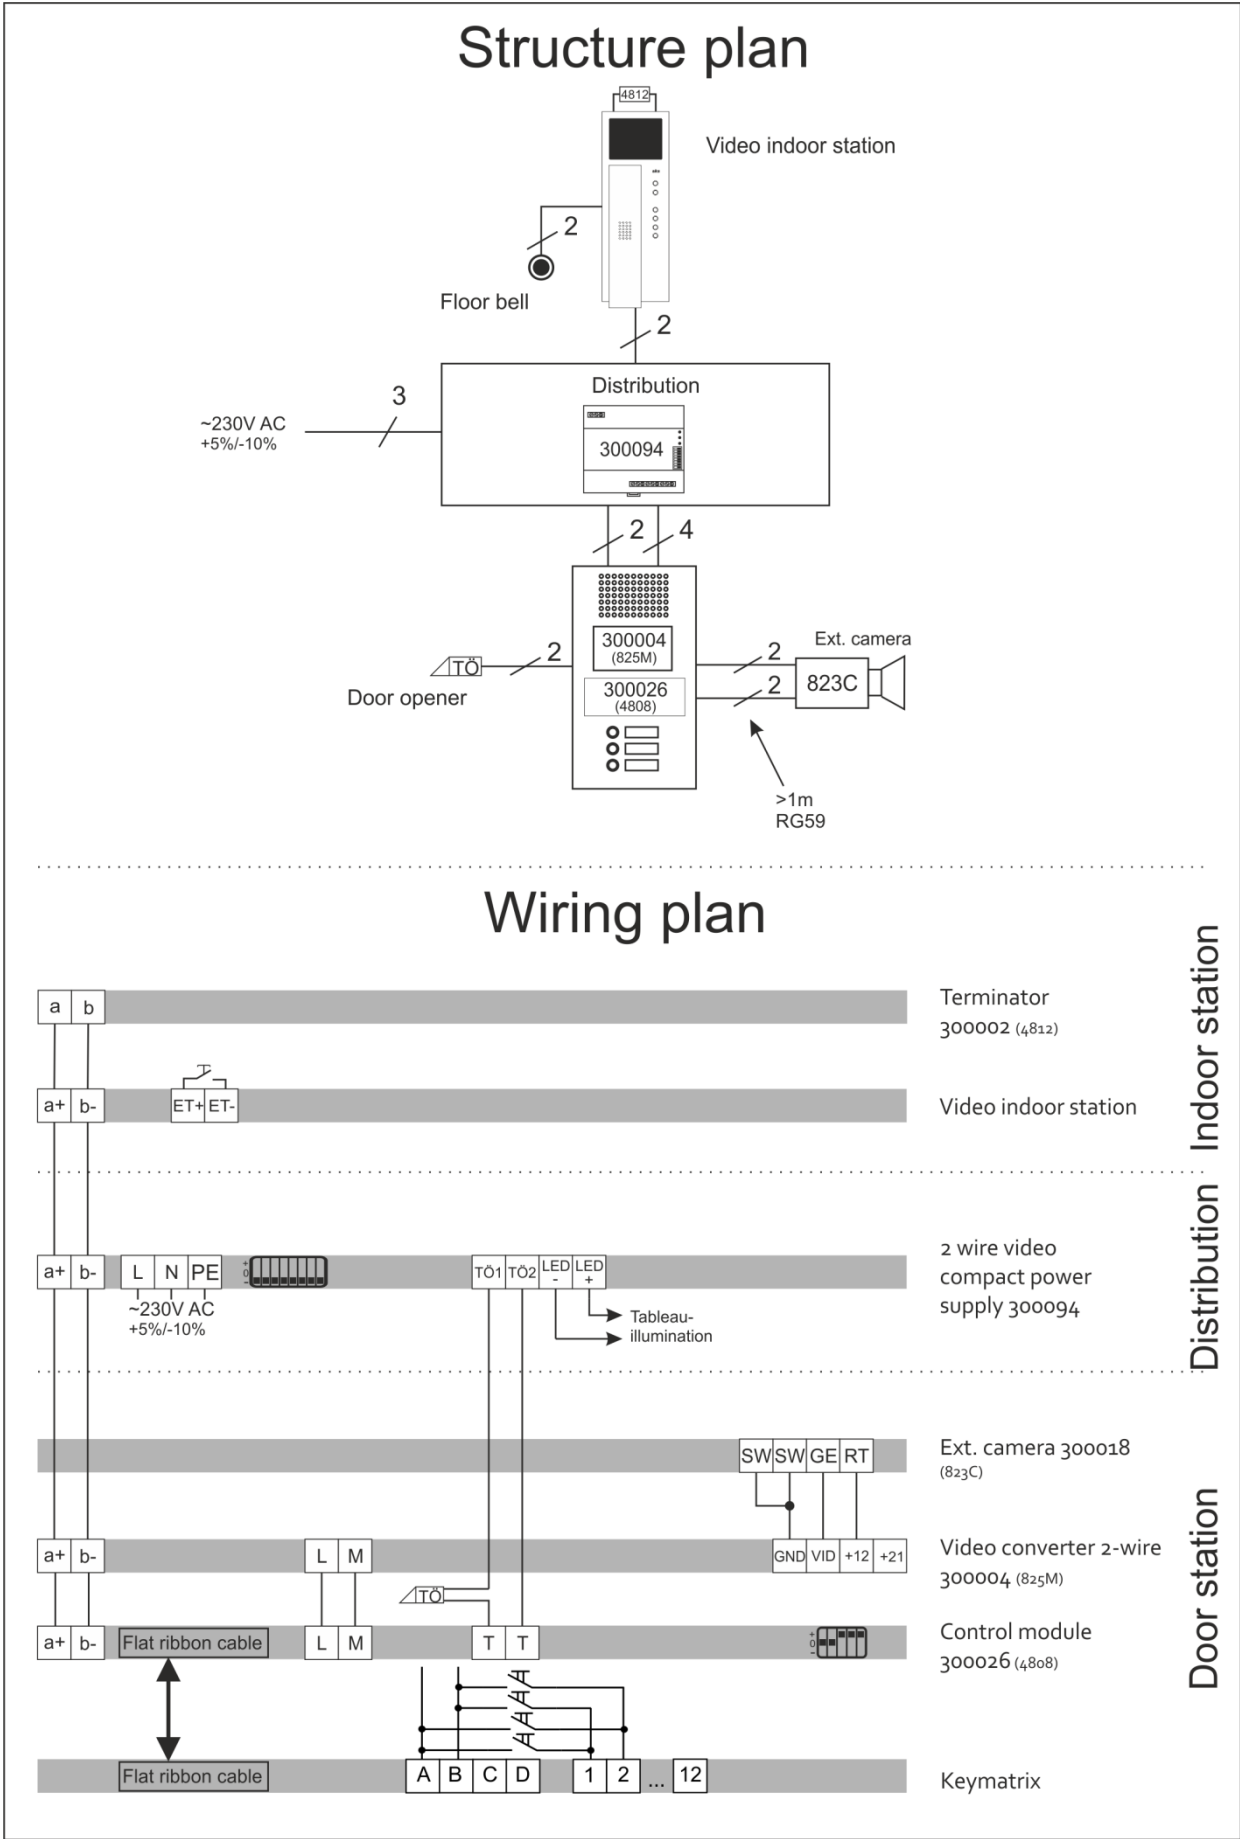 Structure plan
4812
Video indoor station
2
Floor bell
2
Distribution
3
~230V AC
+5%/-10%
300094
2 4
300004
(825M)
Ext. camera
2
2
TÖ
823C
300026
(4808)
2
Door opener
>1m
RG59
Wiring plan
Indoor station
a b
Terminator
300002 (4812)
a+ b- ET+ ET-
Video indoor station
Distribution
a+ b- L N PE + 0 - TÖ1 TÖ2 LED - LED +
~230V AC
+5%/-10%
Tableau-
illumination
2 wire video
compact power
supply 300094
Door station
SW SW GE RT
Ext. camera 300018
(823C)
a+ b- L M GND VID +12 +21
Video converter 2-wire
300004 (825M)
TÖ
a+ b- Flat ribbon cable L M T T + 0 -
Control module
300026 (4808)
Flat ribbon cable A B C D 1 2 ... 12
Keymatrix